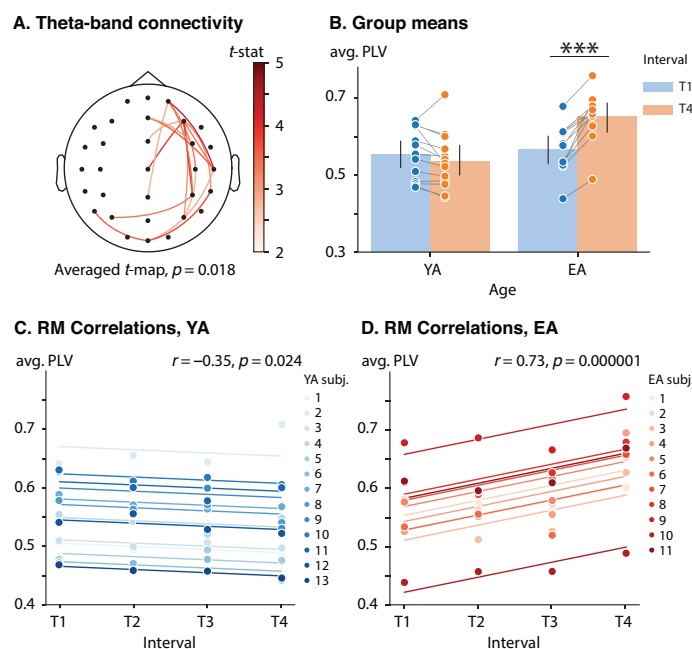 A. Theta-band connectivity
t-stat
5
4
3
2
Averaged t-map, p = 0.018
B. Group means
avg. PLV
***
Interval
T1
T4
0.7
0.5
0.3
YA
EA
Age
C. RM Correlations, YA
avg. PLV
r = −0.35, p = 0.024
YA subj.
1
2
3
4
5
6
7
8
9
10
11
12
13
0.7
0.6
0.5
0.4
T1
T2
T3
T4
Interval
D. RM Correlations, EA
avg. PLV
r = 0.73, p = 0.000001
EA subj.
1
2
3
4
5
6
7
8
9
10
11
0.7
0.6
0.5
0.4
T1
T2
T3
T4
Interval